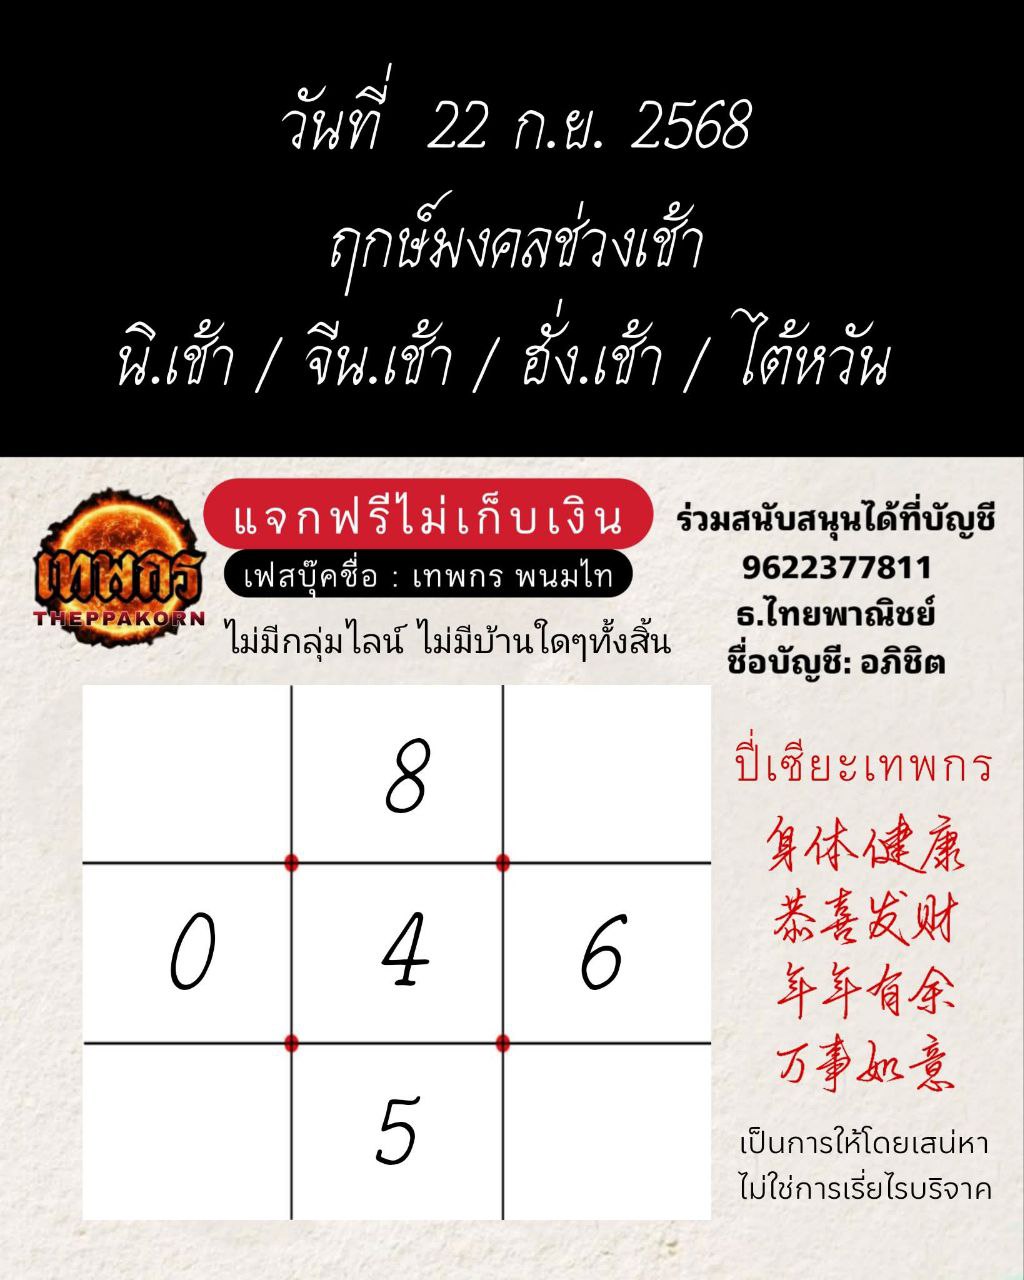 วันที่ 22 ก.ย. 2568
ฤกษ์มงคลช่วงเช้า
นิ.เช้า / จีน.เช้า / ฮั่ง.เช้า / ไต้หวัน
เทพกร
THEPPAKORN
แจกฟรีไม่เก็บเงิน
เฟสบุ๊คชื่อ : เทพกร พนมไท
ไม่มีกลุ่มไลน์ ไม่มีบ้านใดๆทั้งสิ้น
ร่วมสนับสนุนได้ที่บัญชี
9622377811
ธ.ไทยพาณิชย์
ชื่อบัญชี: อภิชิต
8
0 4 6
5
ปี่เซียะเทพกร
身体健康
恭喜发财
年年有余
万事如意
เป็นการให้โดยเสน่หา
ไม่ใช่การเรี่ยไรบริจาค